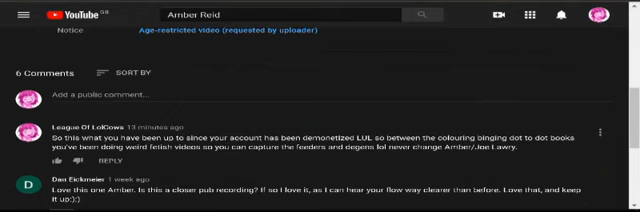 YouTube GB
Amber Reid
Notice Age-restricted video (requested by uploader)
6 Comments SORT BY
Add a public comment...
League Of LolCows 13 minutes ago
So this what you have been up to siince your account has been demonetized LUL so between the colouring binging dot to dot books
you've been doing weird fetish videos so you can capture the feeders and degens lol never change Amber/Joe Lawry.
REPLY
D
Dan Eickmeier 1 week ago
Love this one Amber. Is this a closer pub recording? If so I love it, as I can hear your flow way clearer than before. Love that, and keep
it up:):)